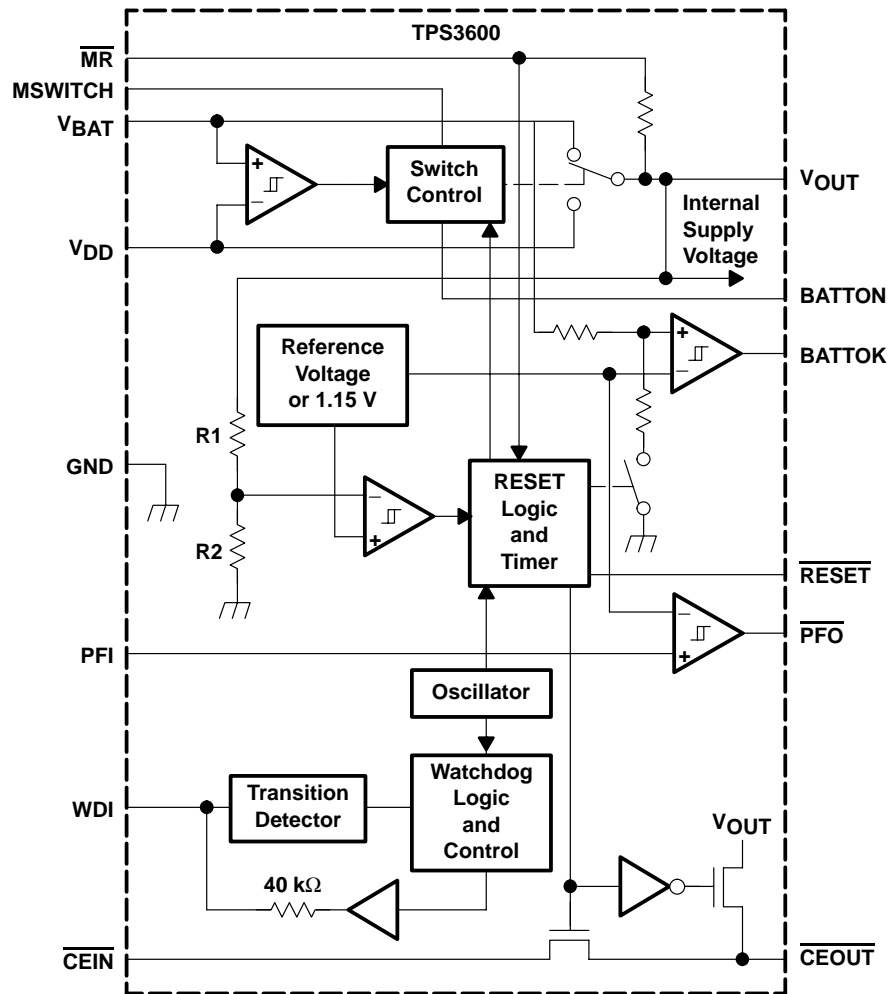 TPS3600
MR
MSWITCH
VBAT
Switch
Control
VOUT
Internal
Supply
Voltage
VDD
BATTON
Reference
Voltage
or 1.15 V
BATTOK
R1
GND
RESET
Logic
and
Timer
R2
RESET
PFO
PFI
Oscillator
Watchdog
Logic
and
Control
WDI
Transition
Detector
VOUT
40 kΩ
CEIN
CEOUT
+
−
+
−
−
+
−
+